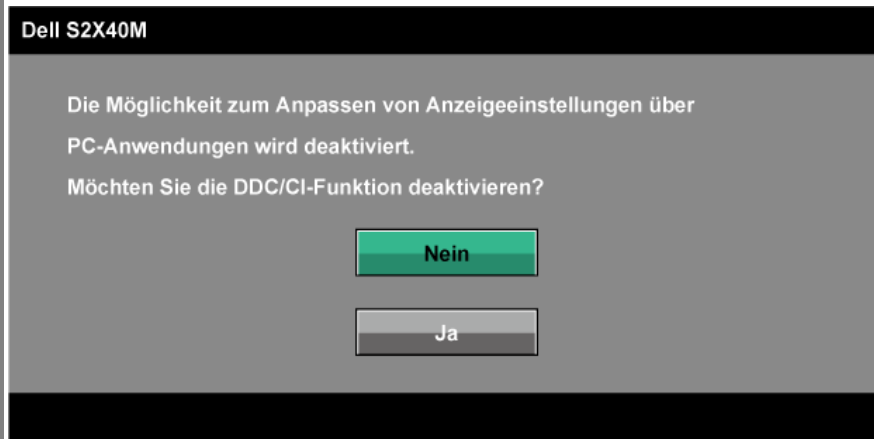 Dell S2X40M
Die Möglichkeit zum Anpassen von Anzeigeeinstellungen über
PC-Anwendungen wird deaktiviert.
Möchten Sie die DDC/CI-Funktion deaktivieren?
Nein
Ja